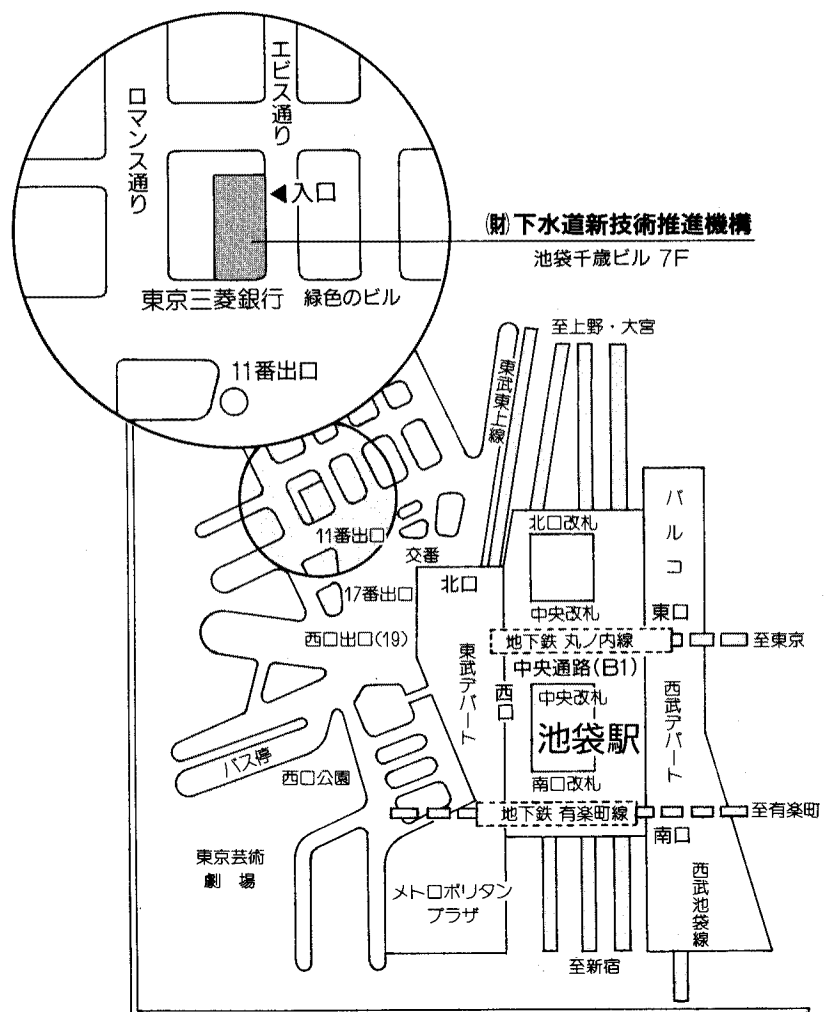 エビス通り
ロマンス通り
入口
(財)下水道新技術推進機構
池袋千歳ビル 7F
東京三菱銀行
緑色のビル
11番出口
至上野・大宮
東武東上線
パルコ
北口改札
11番出口
交番
北口
17番出口
中央改札
東口
西口出口(19)
地下鉄 丸ノ内線
至東京
中央通路(B1)
東武デパート
西口
中央改札
池袋駅
西武デパート
南口改札
バス停
西口公園
地下鉄 有楽町線
至有楽町
南口
東京芸術
劇場
メトロポリタン
プラザ
西武池袋線
至新宿